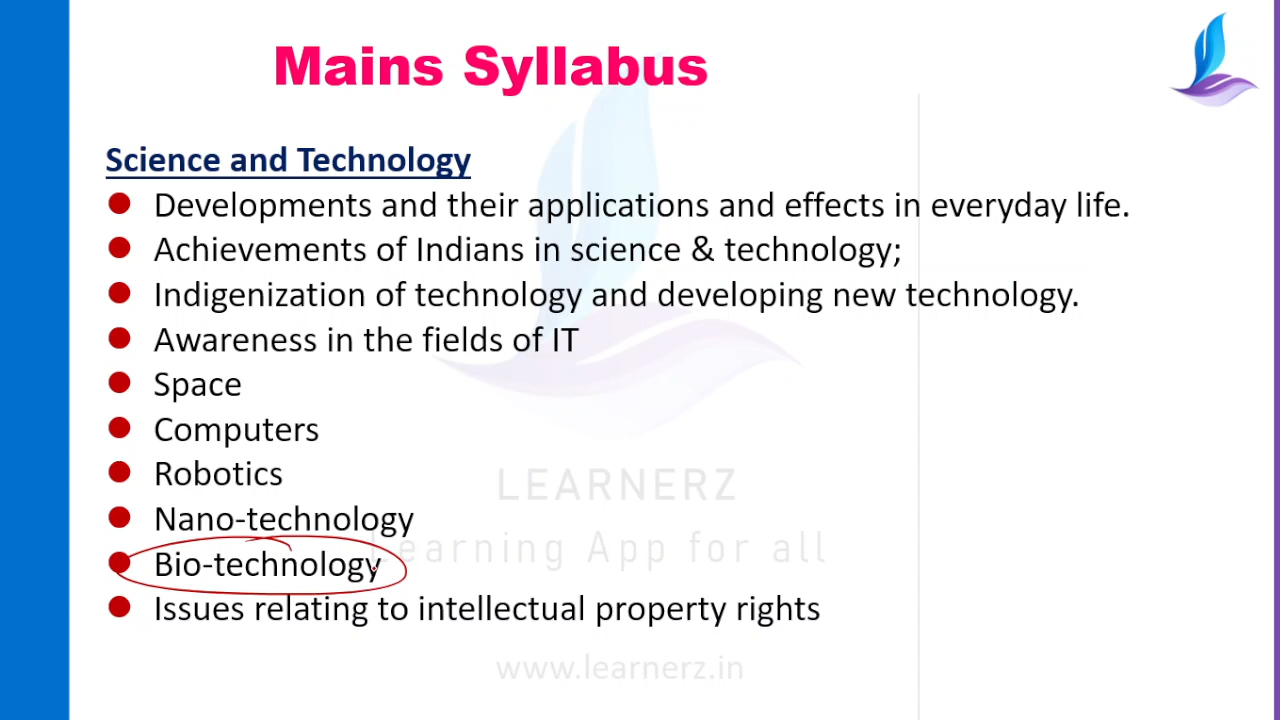 Mains Syllabus
Science and Technology
Developments and their applications and effects in everyday life.
Achievements of Indians in science & technology;
Indigenization of technology and developing new technology.
Awareness in the fields of IT
Space
Computers
Robotics
Nano-technology
Bio-technology
Issues relating to intellectual property rights
LEARNERZ
Learning App for all
www.learnerz.in